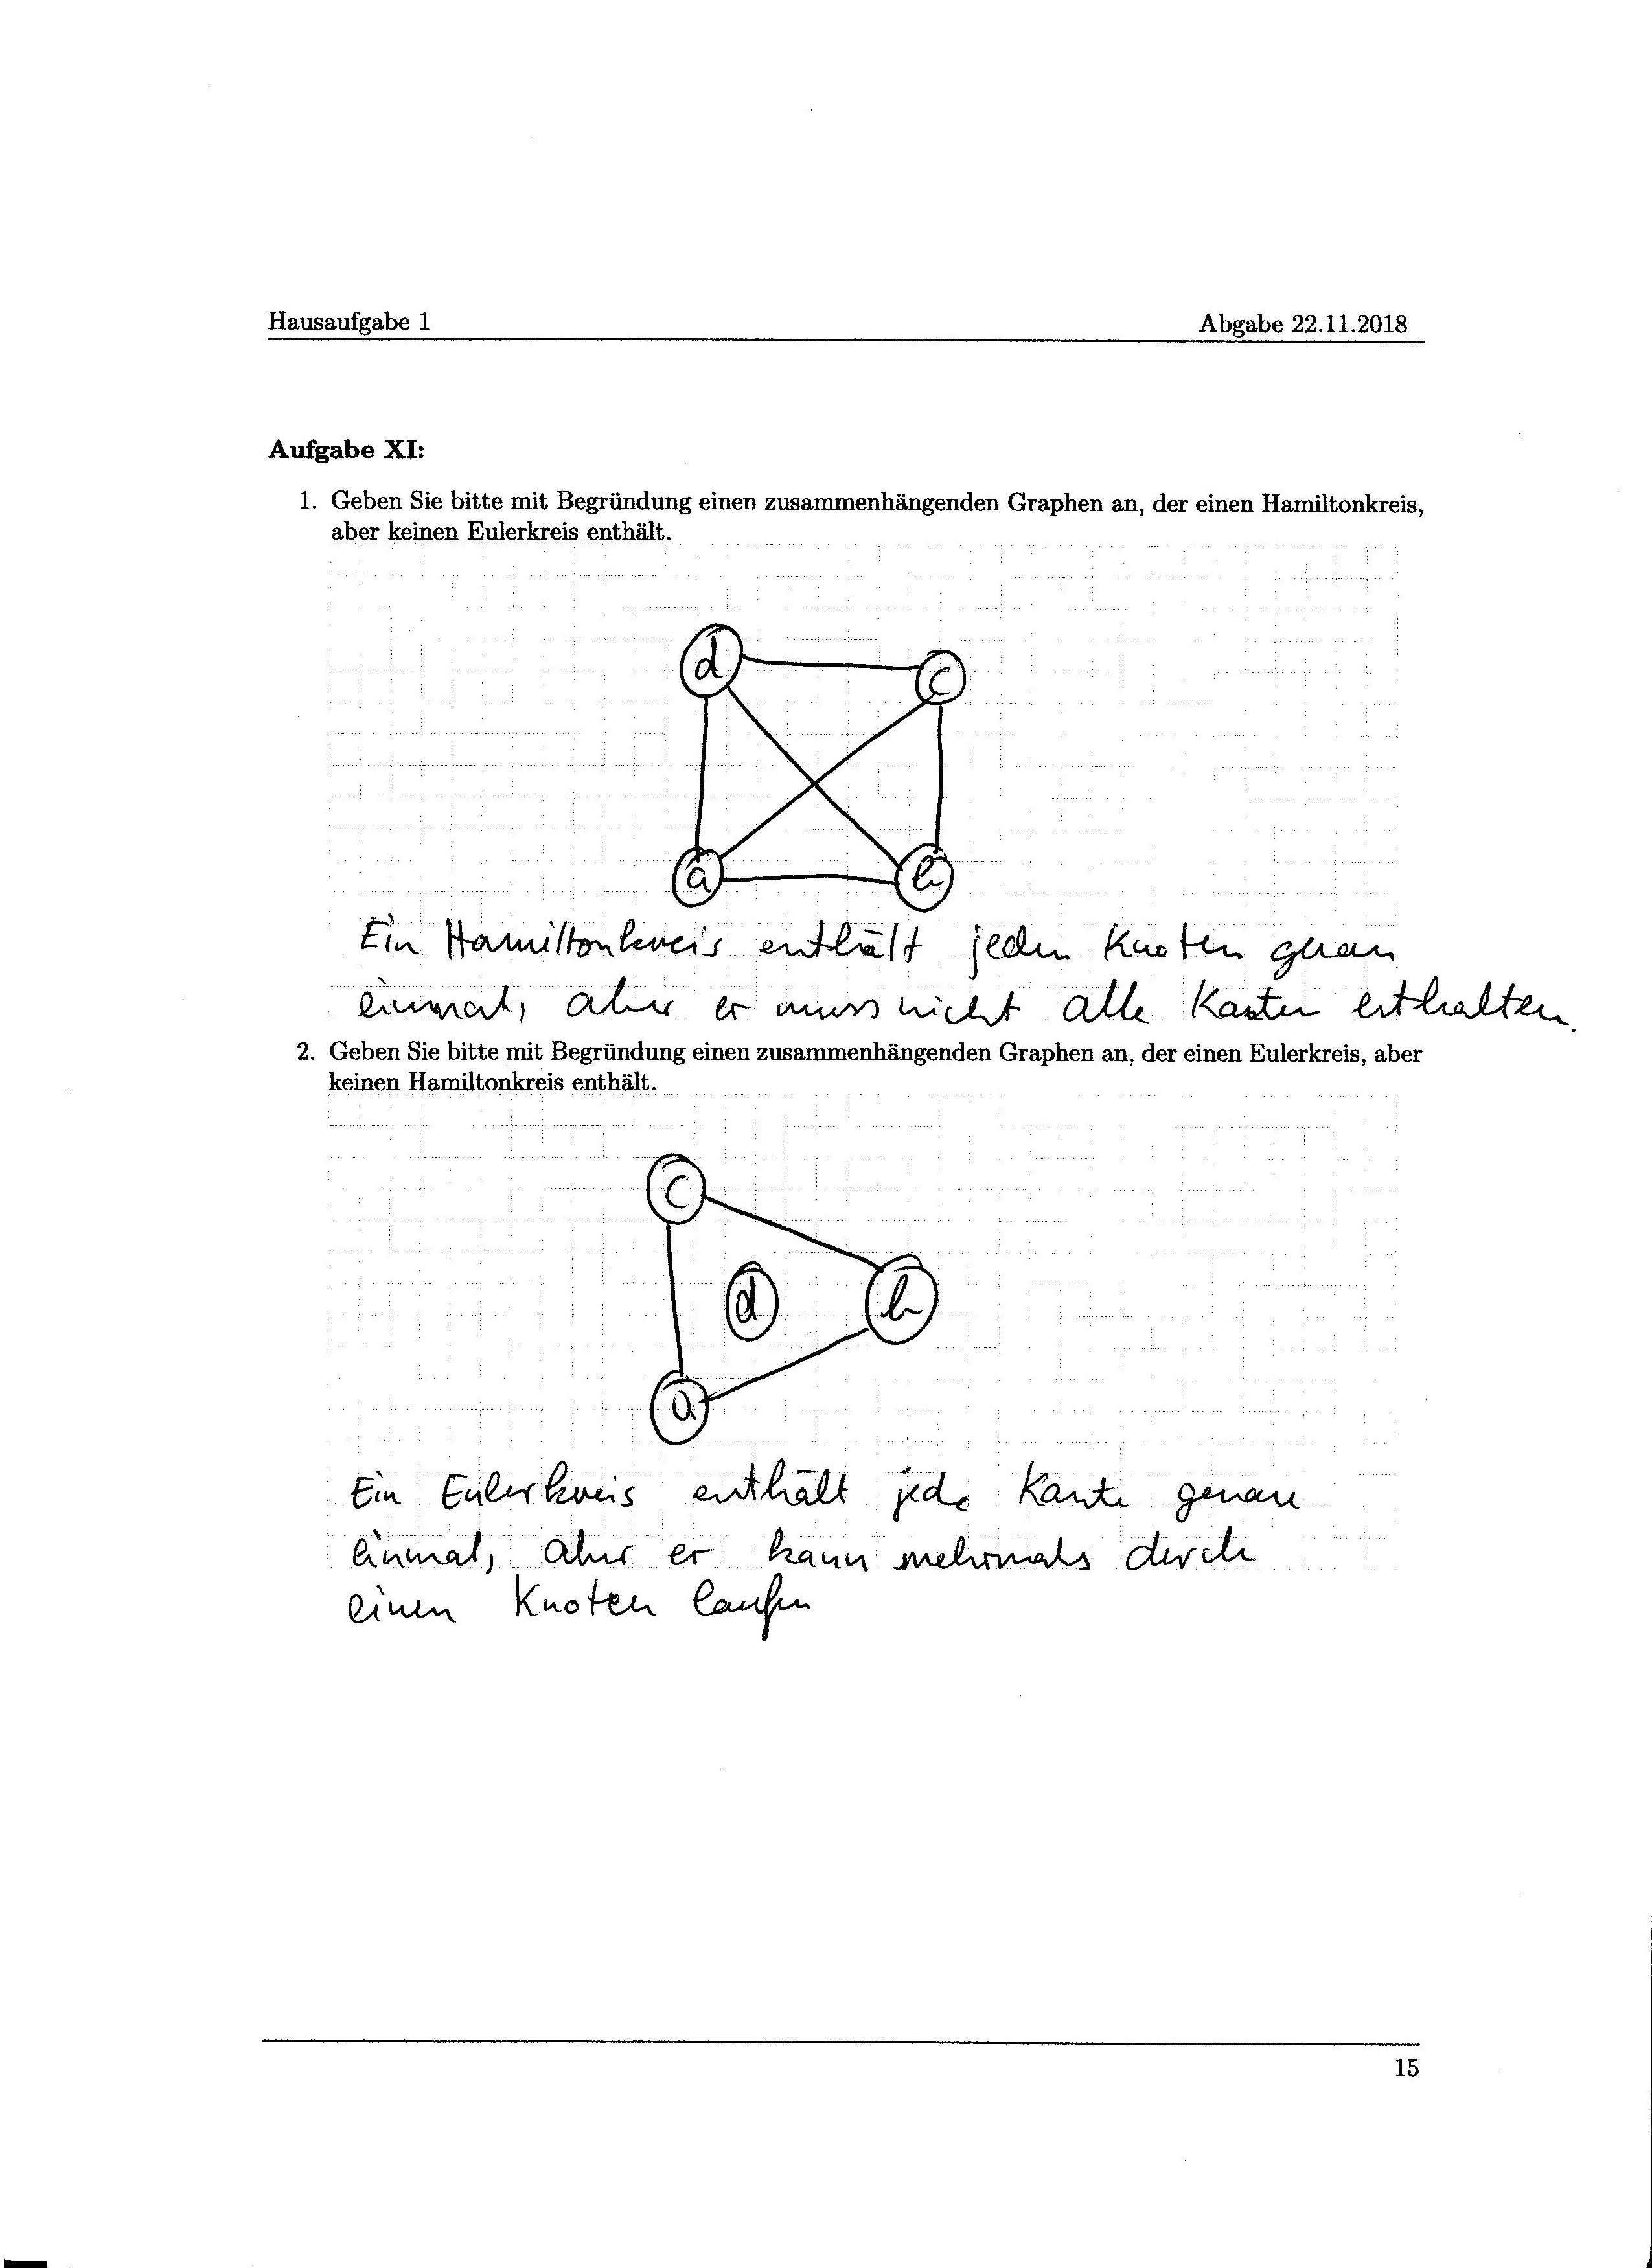 Hausaufgabe 1 Abgabe 22.11.2018
Aufgabe XI:
1. Geben Sie bitte mit Begründung einen zusammenhängenden Graphen an, der einen Hamiltonkreis,
aber keinen Eulerkreis enthält.
d c
a b
Ein Hamiltonkreis enthält jeden Knoten genau
einmal, aber er muss nicht alle Kanten enthalten.
2. Geben Sie bitte mit Begründung einen zusammenhängenden Graphen an, der einen Eulerkreis, aber
keinen Hamiltonkreis enthält.
c
d b
a
Ein Eulerkreis enthält jede Kante genau
einmal, aber er kann mehrmals durch
einen Knoten laufen
15